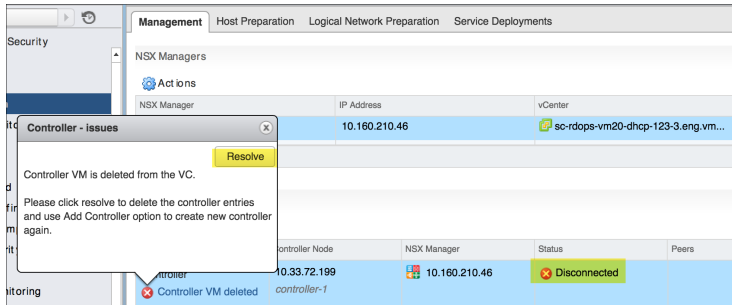 Security
Management
Host Preparation
Logical Network Preparation
Service Deployments
NSX Managers
Actions
NSX Manager
IP Address
vCenter
10.160.210.46
sc-rdops-vm20-dhcp-123-3.eng.vm...
Controller - issues
Resolve
Controller VM is deleted from the VC.
Please click resolve to delete the controller entries
and use Add Controller option to create new controller
again.
Controller Node
NSX Manager
Status
Peers
Controller
10.33.72.199
10.160.210.46
Disconnected
Controller VM deleted
controller-1